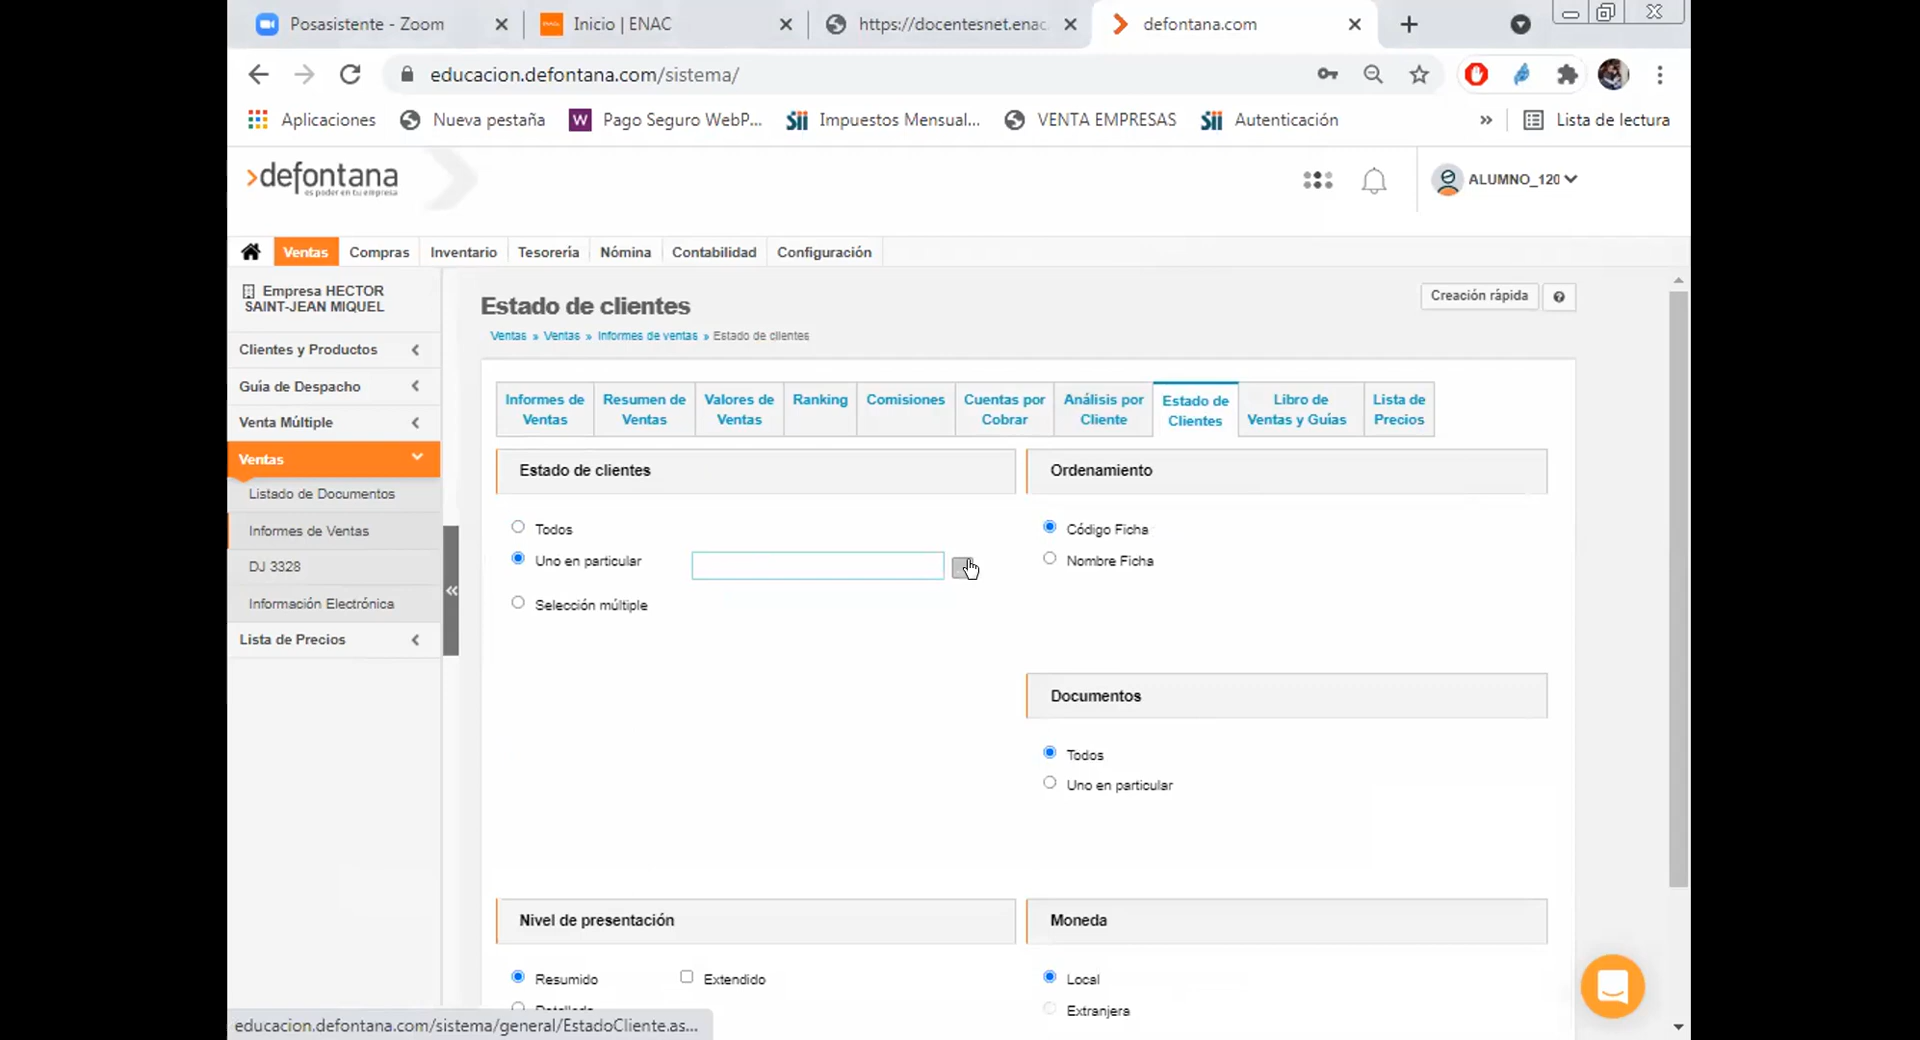 Posasistente - Zoom
Inicio | ENAC
https://docentesnet.enac.
defontana.com
educacion.defontana.com/sistema/
Aplicaciones
Nueva pestaña
Pago Seguro WebP...
Impuestos Mensual...
VENTA EMPRESAS
Autenticación
»
Lista de lectura
>defontana
es poder en tu empresa
ALUMNO_120
Ventas
Compras
Inventario
Tesorería
Nómina
Contabilidad
Configuración
Empresa HECTOR
SAINT-JEAN MIQUEL
Clientes y Productos
Guía de Despacho
Venta Múltiple
Ventas
Listado de Documentos
Informes de Ventas
DJ 3328
Información Electrónica
Lista de Precios
«
Estado de clientes
Creación rápida
Ventas » Ventas » Informes de ventas » Estado de clientes
Informes de
Ventas
Resumen de
Ventas
Valores de
Ventas
Ranking
Comisiones
Cuentas por
Cobrar
Análisis por
Cliente
Estado de
Clientes
Libro de
Ventas y Guías
Lista de
Precios
Estado de clientes
Todos
Uno en particular
Selección múltiple
Ordenamiento
Código Ficha
Nombre Ficha
Documentos
Todos
Uno en particular
Nivel de presentación
Resumido
Extendido
Detallado
Moneda
Local
Extranjera
educacion.defontana.com/sistema/general/EstadoCliente.as...